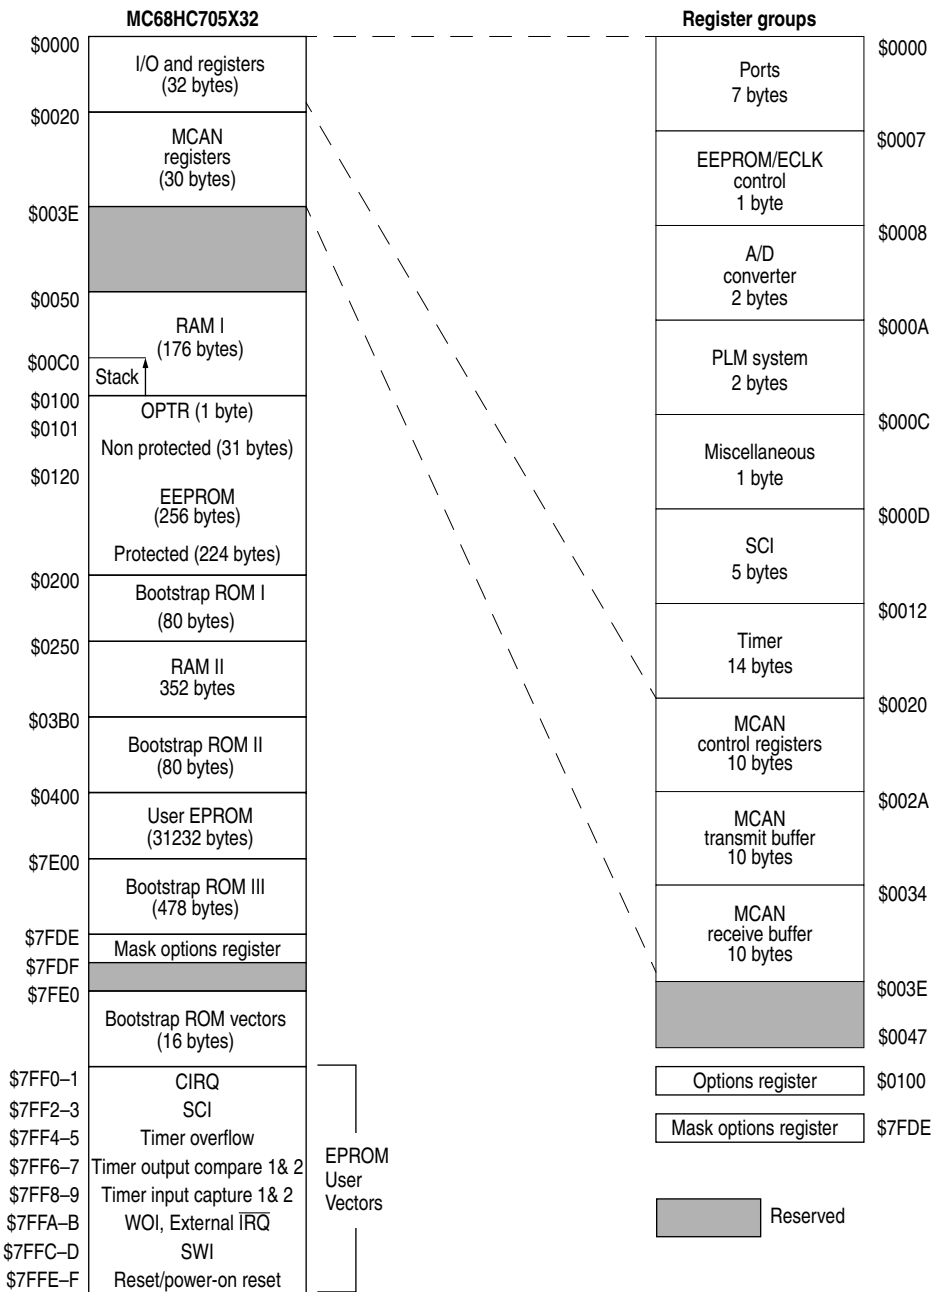 MC68HC705X32
$0000
I/O and registers
(32 bytes)
$0020
MCAN
registers
(30 bytes)
$003E
$0050
RAM I
(176 bytes)
$00C0
Stack
$0100
OPTR (1 byte)
$0101
Non protected (31 bytes)
$0120
EEPROM
(256 bytes)
Protected (224 bytes)
$0200
Bootstrap ROM I
(80 bytes)
$0250
RAM II
352 bytes
$03B0
Bootstrap ROM II
(80 bytes)
$0400
User EPROM
(31232 bytes)
$7E00
Bootstrap ROM III
(478 bytes)
$7FDE
Mask options register
$7FDF
$7FE0
Bootstrap ROM vectors
(16 bytes)
$7FF0–1 CIRQ
$7FF2–3 SCI
$7FF4–5 Timer overflow
$7FF6–7 Timer output compare 1& 2
$7FF8–9 Timer input capture 1& 2
$7FFA–B WOI, External IRQ
$7FFC–D SWI
$7FFE–F Reset/power-on reset
EPROM
User
Vectors
Register groups
$0000
Ports
7 bytes
$0007
EEPROM/ECLK
control
1 byte
$0008
A/D
converter
2 bytes
$000A
PLM system
2 bytes
$000C
Miscellaneous
1 byte
$000D
SCI
5 bytes
$0012
Timer
14 bytes
$0020
MCAN
control registers
10 bytes
$002A
MCAN
transmit buffer
10 bytes
$0034
MCAN
receive buffer
10 bytes
$003E
$0047
Options register $0100
Mask options register $7FDE
Reserved